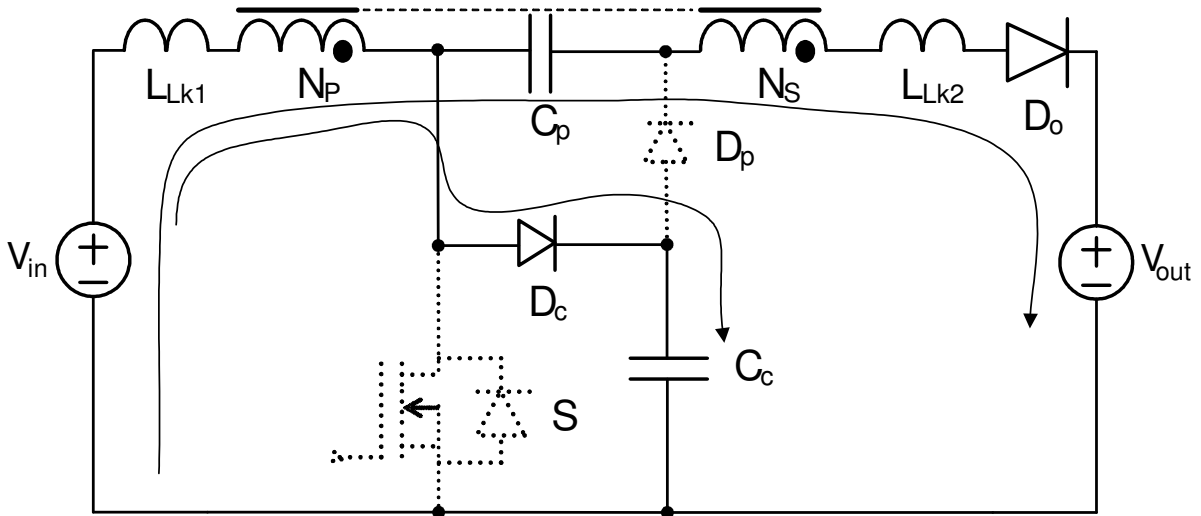 L_Lk1
N_P
C_p
N_S
L_Lk2
D_o
D_p
V_in
+
−
D_c
V_out
+
−
C_c
S